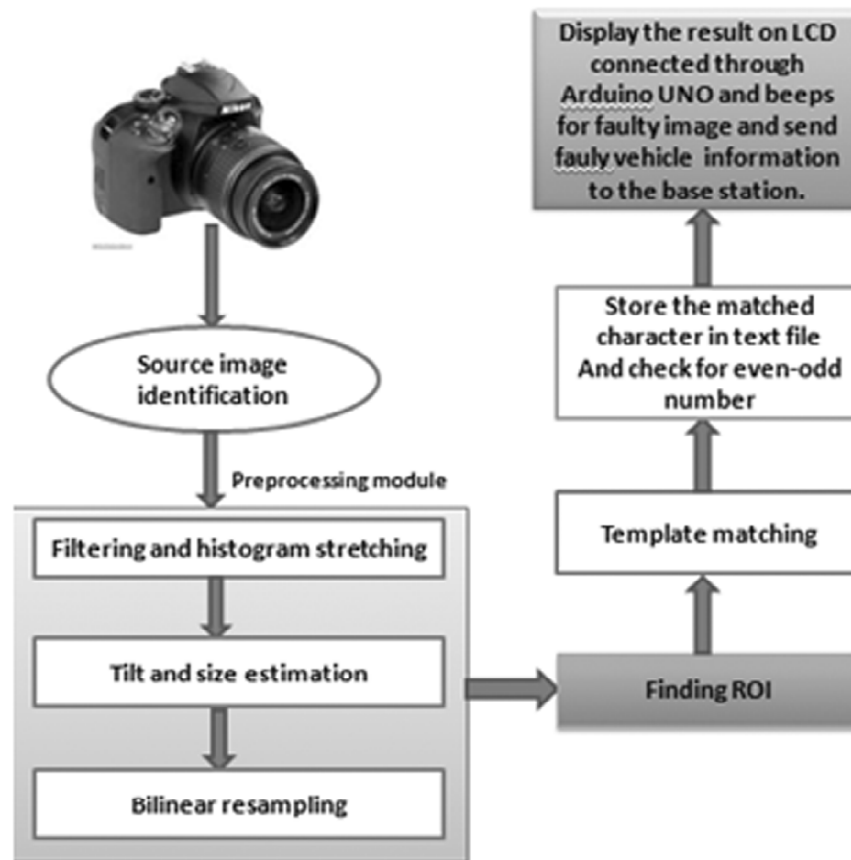 Nikon
Source image
identification
Preprocessing module
Filtering and histogram stretching
Tilt and size estimation
Bilinear resampling
Finding ROI
Template matching
Store the matched
character in text file
And check for even-odd
number
Display the result on LCD
connected through
Arduino UNO and beeps
for faulty image and send
fauly vehicle information
to the base station.